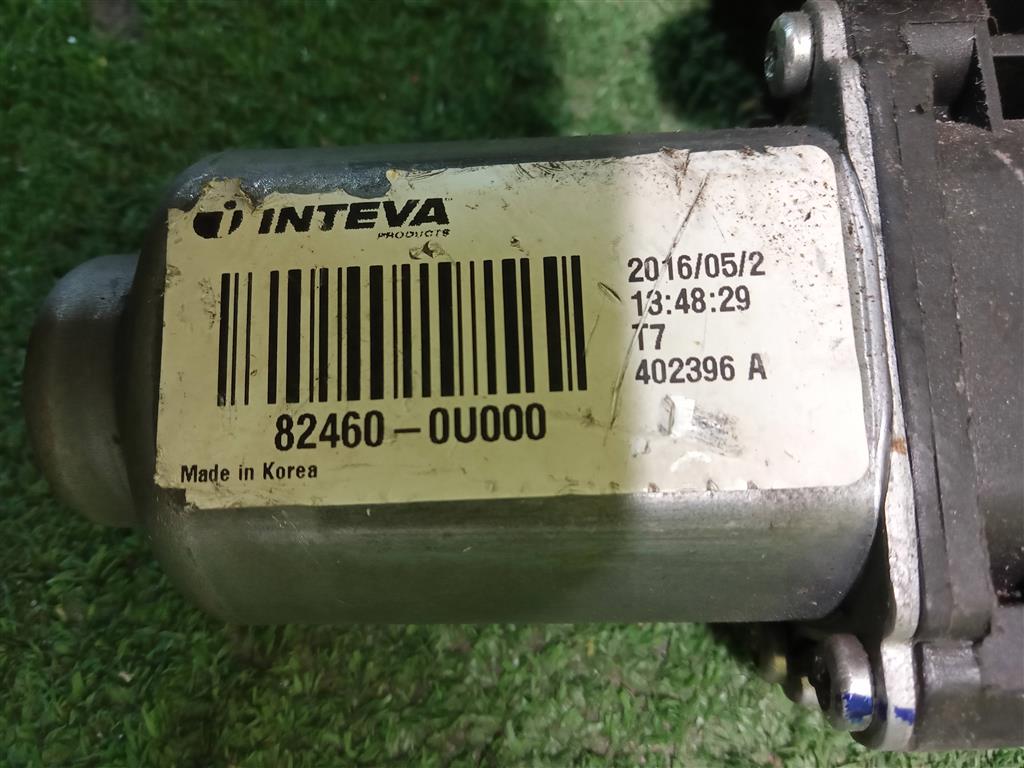 INTEVA
PRODUCTS
2016/05/2
13:48:29
T7
402396 A
82460-0U000
Made in Korea